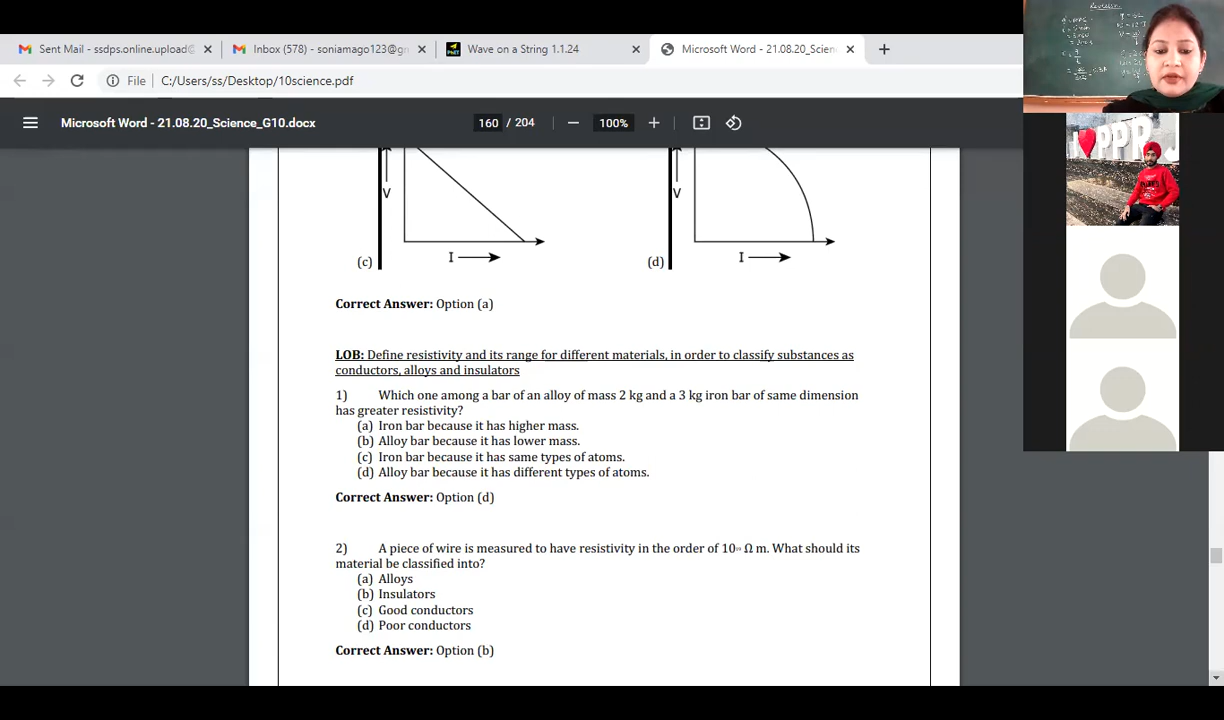 Sent Mail - ssdps.online.upload@
Inbox (578) - soniamago123@gm
Wave on a String 1.1.24
Microsoft Word - 21.08.20_Scien
File C:/Users/ss/Desktop/10science.pdf
Microsoft Word - 21.08.20_Science_G10.docx
160 / 204
100%
V
V
I
I
(c)
(d)
Correct Answer: Option (a)
LOB: Define resistivity and its range for different materials, in order to classify substances as
conductors, alloys and insulators
1) Which one among a bar of an alloy of mass 2 kg and a 3 kg iron bar of same dimension
has greater resistivity?
(a) Iron bar because it has higher mass.
(b) Alloy bar because it has lower mass.
(c) Iron bar because it has same types of atoms.
(d) Alloy bar because it has different types of atoms.
Correct Answer: Option (d)
2) A piece of wire is measured to have resistivity in the order of 10 Ω m. What should its
material be classified into?
(a) Alloys
(b) Insulators
(c) Good conductors
(d) Poor conductors
Correct Answer: Option (b)
PPR